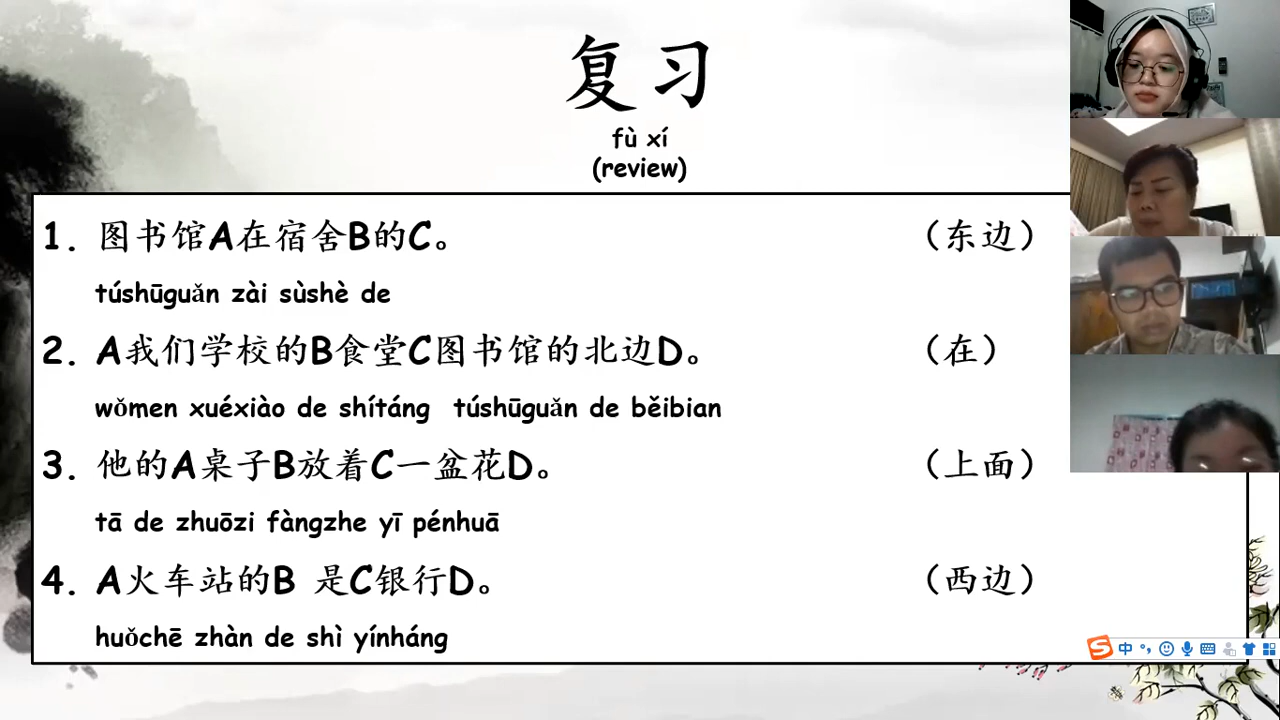 复习
fù xí
(review)
1. 图书馆A在宿舍B的C。 （东边）
túshūguǎn zài sùshè de
2. A我们学校的B食堂C图书馆的北边D。 （在）
wǒmen xuéxiào de shítáng túshūguǎn de běibian
3. 他的A桌子B放着C一盆花D。 （上面）
tā de zhuōzi fàngzhe yī pénhuā
4. A火车站的B 是C银行D。 （西边）
huǒchē zhàn de shì yínháng
中